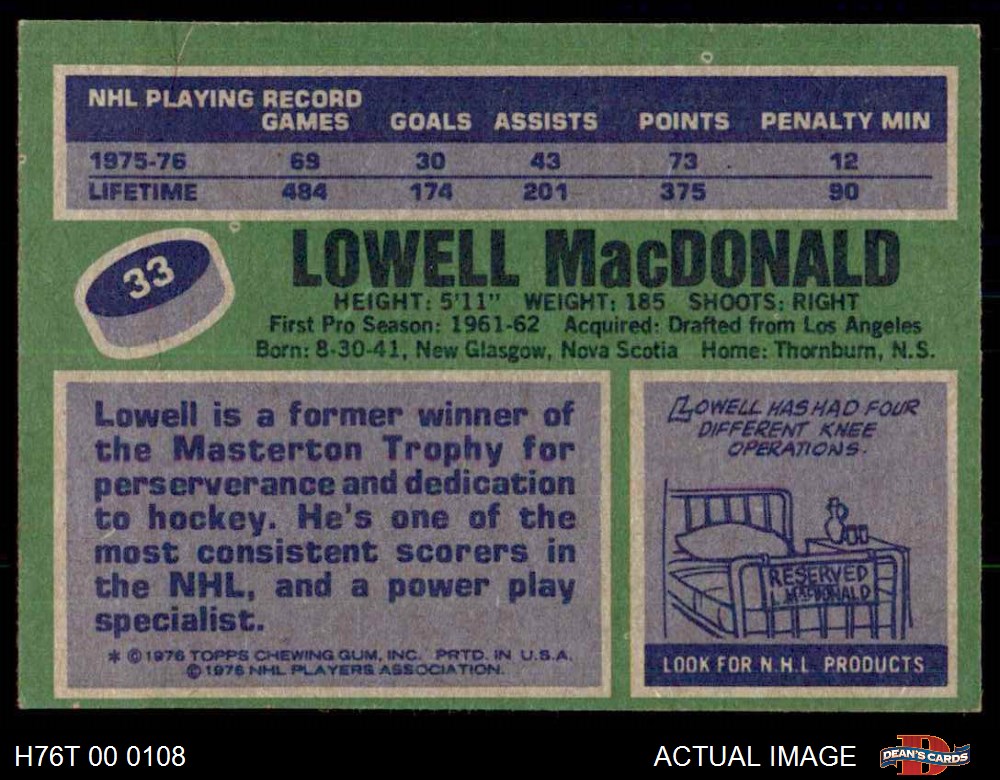 NHL PLAYING RECORD
GAMES GOALS ASSISTS POINTS PENALTY MIN
1975-76 69 30 43 73 12
LIFETIME 484 174 201 375 90
33
LOWELL MacDONALD
HEIGHT: 5'11" WEIGHT: 185 SHOOTS: RIGHT
First Pro Season: 1961-62 Acquired: Drafted from Los Angeles
Born: 8-30-41, New Glasgow, Nova Scotia Home: Thornburn, N.S.
Lowell is a former winner of
the Masterton Trophy for
perserverance and dedication
to hockey. He's one of the
most consistent scorers in
the NHL, and a power play
specialist.
* ©1976 TOPPS CHEWING GUM, INC. PRTD. IN U.S.A.
©1976 NHL PLAYERS ASSOCIATION.
LOWELL HAS HAD FOUR
DIFFERENT KNEE
OPERATIONS.
RESERVED
L. MACDONALD
LOOK FOR N.H.L. PRODUCTS
H76T 00 0108
ACTUAL IMAGE
DEAN'S CARDS